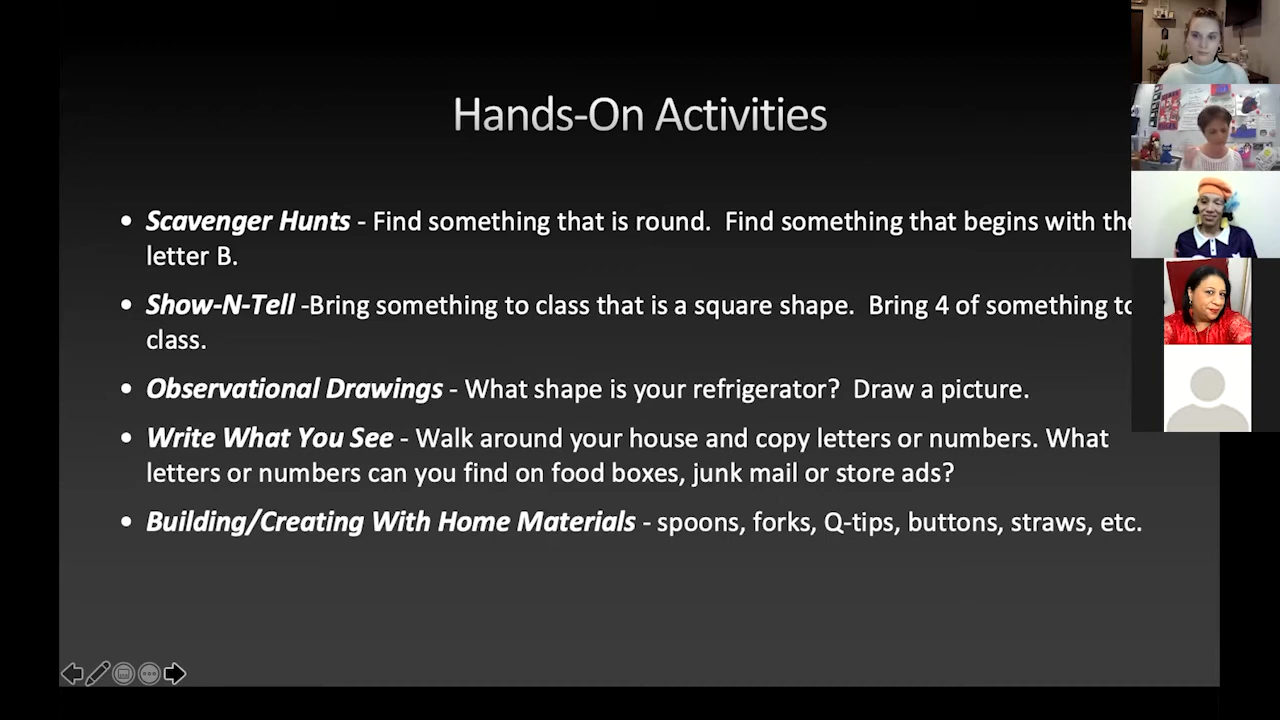 Hands-On Activities
• Scavenger Hunts - Find something that is round.  Find something that begins with the
letter B.
• Show-N-Tell -Bring something to class that is a square shape.  Bring 4 of something to
class.
• Observational Drawings - What shape is your refrigerator?  Draw a picture.
• Write What You See - Walk around your house and copy letters or numbers. What
letters or numbers can you find on food boxes, junk mail or store ads?
• Building/Creating With Home Materials - spoons, forks, Q-tips, buttons, straws, etc.